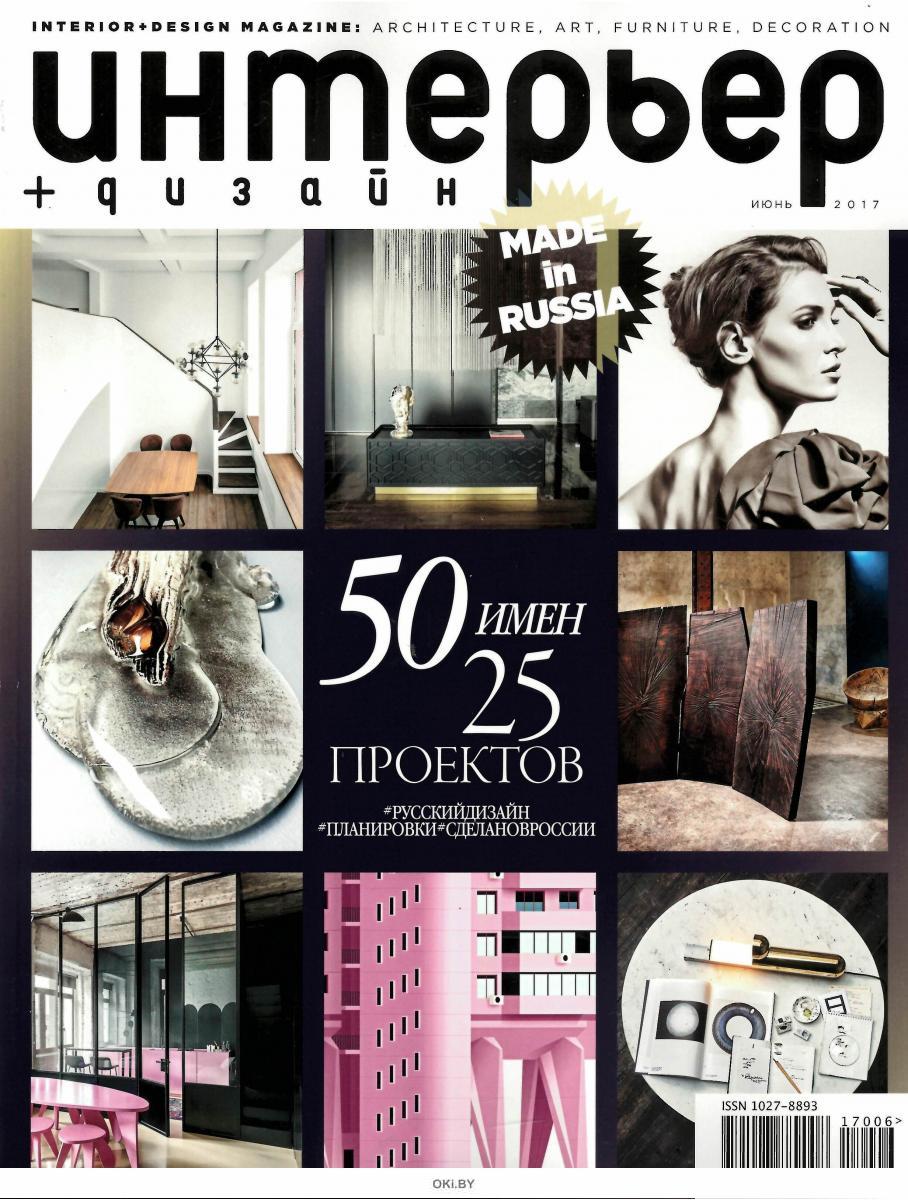 INTERIOR+DESIGN MAGAZINE: ARCHITECTURE, ART, FURNITURE, DECORATION
интерьер
+дизайн
ИЮНЬ 2017
MADE
in
RUSSIA
50 ИМЕН
25
ПРОЕКТОВ
#РУССКИЙДИЗАЙН
#ПЛАНИРОВКИ#СДЕЛАНОВРОССИИ
ISSN 1027-8893
17006>
OKi.BY